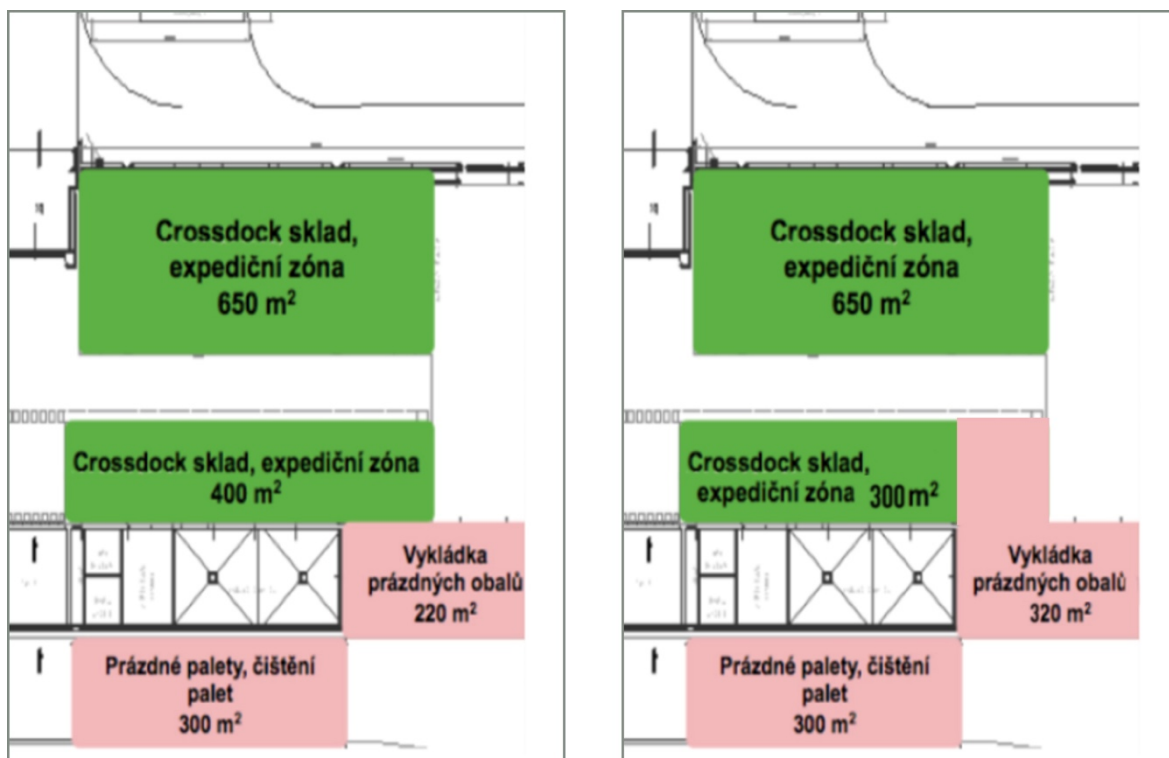 Crossdock sklad,
expediční zóna
650 m²
Crossdock sklad, expediční zóna
400 m²
Vykládka
prázdných obalů
220 m²
Prázdné palety, čištění
palet
300 m²
Crossdock sklad,
expediční zóna
650 m²
Crossdock sklad,
expediční zóna 300 m²
Vykládka
prázdných obalů
320 m²
Prázdné palety, čištění
palet
300 m²